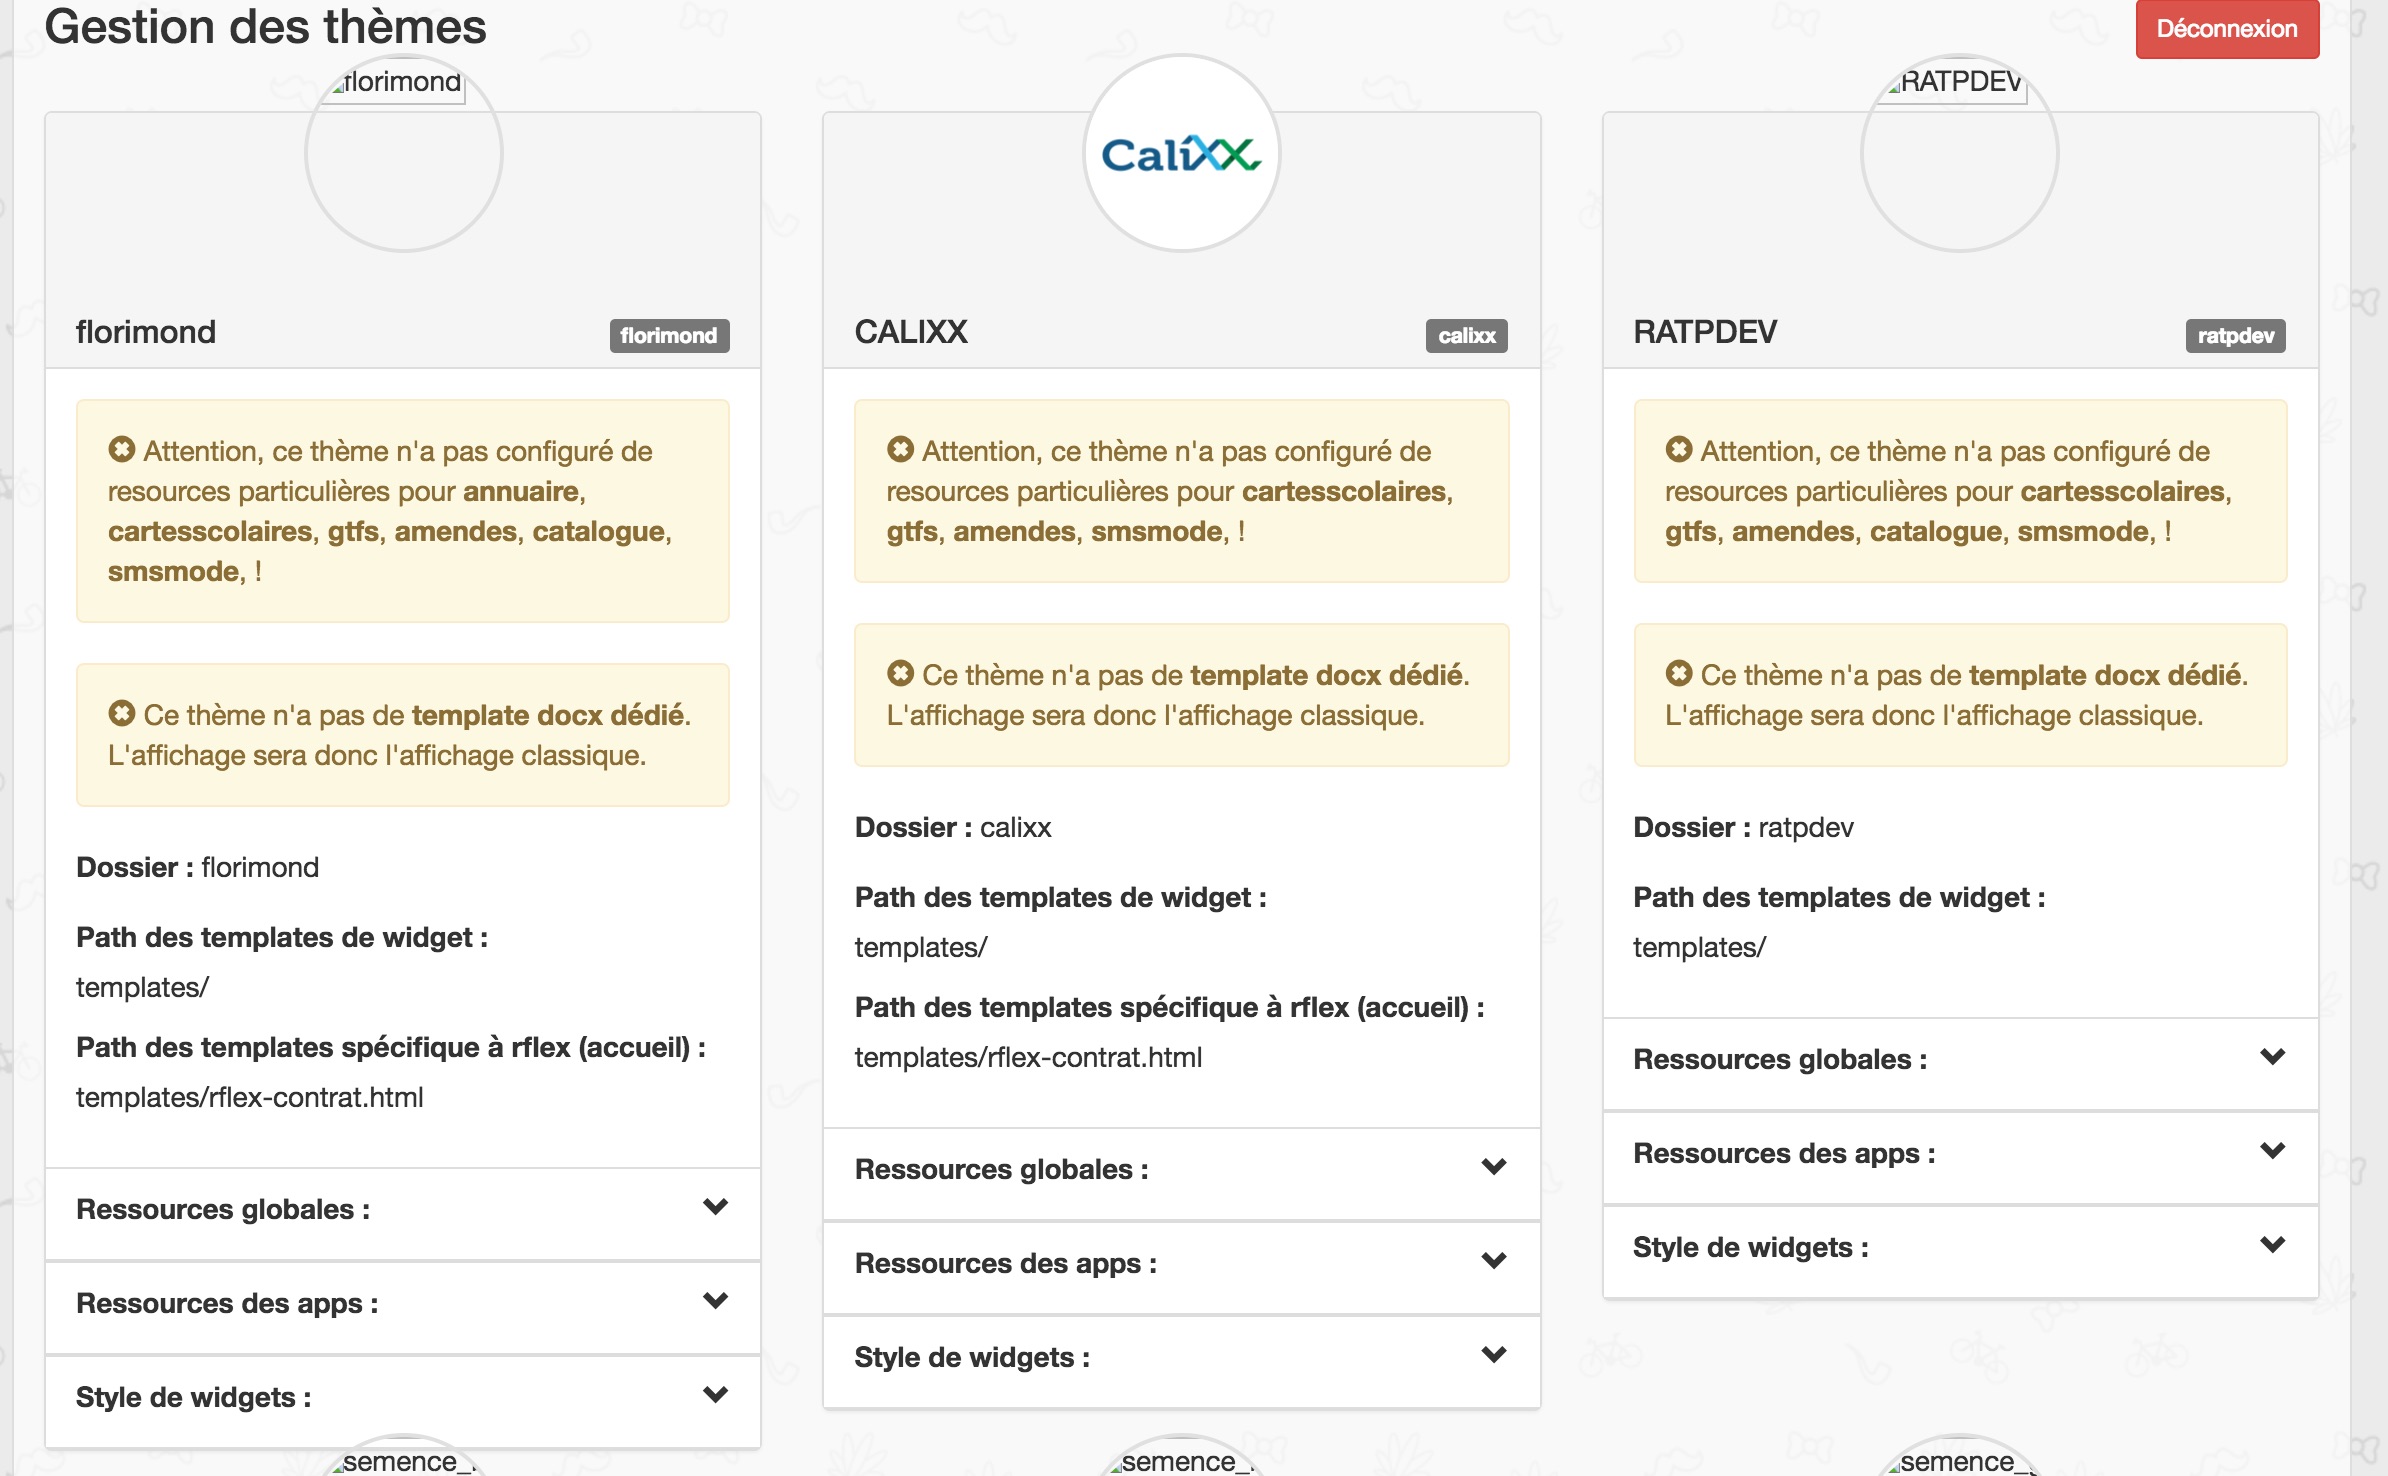 Gestion des thèmes
Déconnexion
florimond
florimond
florimond
Attention, ce thème n'a pas configuré de
resources particulières pour annuaire,
cartesscolaires, gtfs, amendes, catalogue,
smsmode, !
Ce thème n'a pas de template docx dédié.
L'affichage sera donc l'affichage classique.
Dossier : florimond
Path des templates de widget :
templates/
Path des templates spécifique à rflex (accueil) :
templates/rflex-contrat.html
Ressources globales :
Ressources des apps :
Style de widgets :
Calixx
CALIXX
calixx
Attention, ce thème n'a pas configuré de
resources particulières pour cartesscolaires,
gtfs, amendes, smsmode, !
Ce thème n'a pas de template docx dédié.
L'affichage sera donc l'affichage classique.
Dossier : calixx
Path des templates de widget :
templates/
Path des templates spécifique à rflex (accueil) :
templates/rflex-contrat.html
Ressources globales :
Ressources des apps :
Style de widgets :
RATPDEV
RATPDEV
ratpdev
Attention, ce thème n'a pas configuré de
resources particulières pour cartesscolaires,
gtfs, amendes, catalogue, smsmode, !
Ce thème n'a pas de template docx dédié.
L'affichage sera donc l'affichage classique.
Dossier : ratpdev
Path des templates de widget :
templates/
Ressources globales :
Ressources des apps :
Style de widgets :
semence_
semence_
semence_